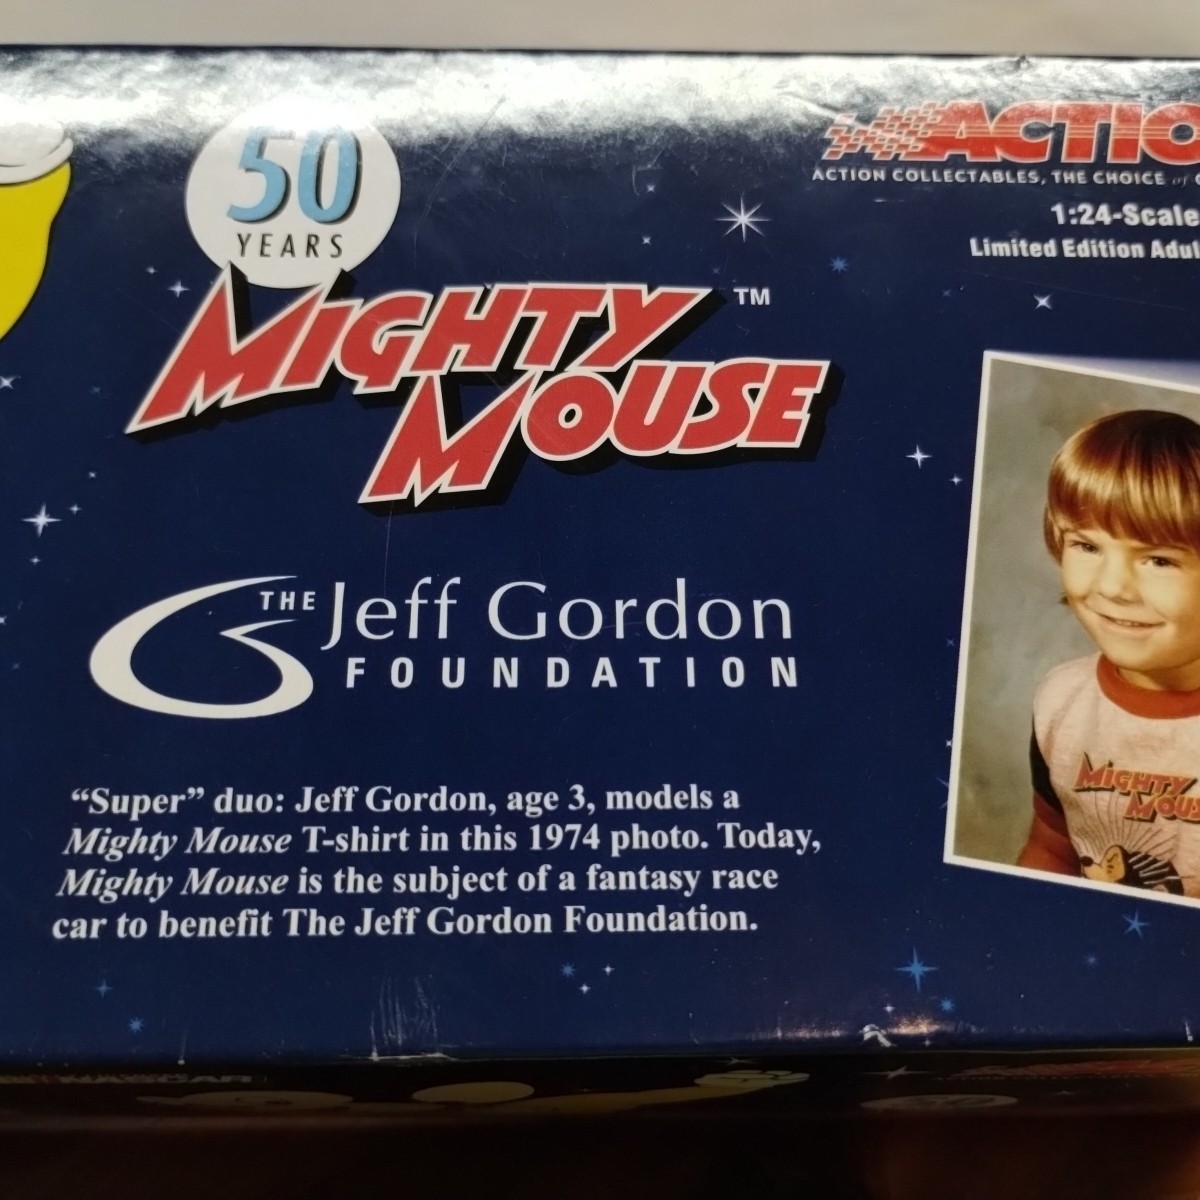 50
YEARS
MIGHTY
MOUSE
™
ACTION COLLECTABLES, THE CHOICE of
1:24-Scale
Limited Edition
THE Jeff Gordon
FOUNDATION
MIGHTY
“Super” duo: Jeff Gordon, age 3, models a
Mighty Mouse T-shirt in this 1974 photo. Today,
Mighty Mouse is the subject of a fantasy race
car to benefit The Jeff Gordon Foundation.
NASCAR